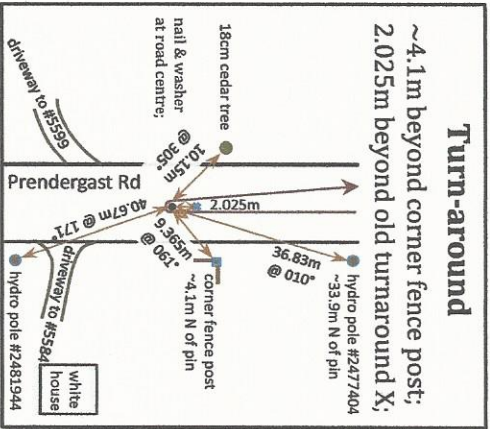 Turn-around
~4.1m beyond corner fence post;
2.025m beyond old turnaround X;
18cm cedar tree
nail & washer
at road centre;
driveway to #5599
10.15m
@ 305°
2.025m
36.83m
@ 010°
hydro pole #2477404
~33.9m N of pin
9.365m
@ 061°
corner fence post
~4.1m N of pin
Prendergast Rd
40.67m @ 171°
driveway to #5584
white
house
hydro pole #2481944